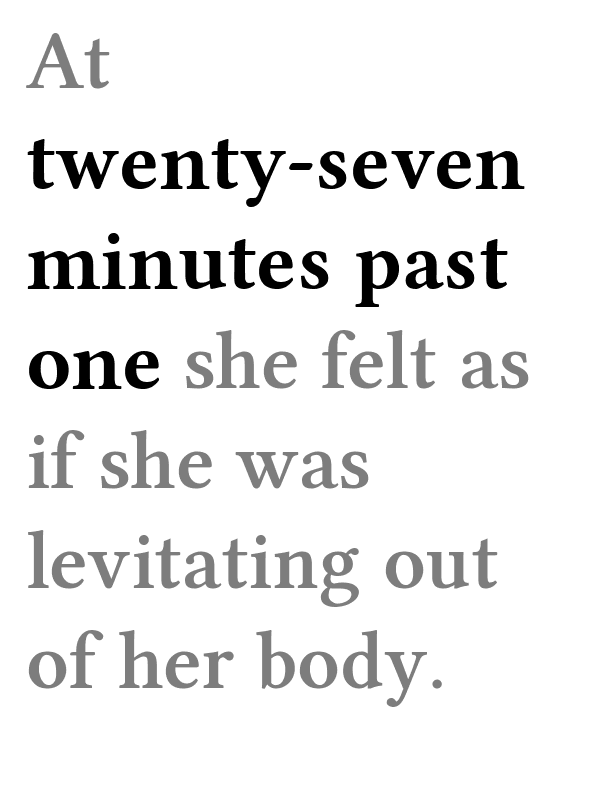 At
twenty-seven
minutes past
one she felt as
if she was
levitating out
of her body.